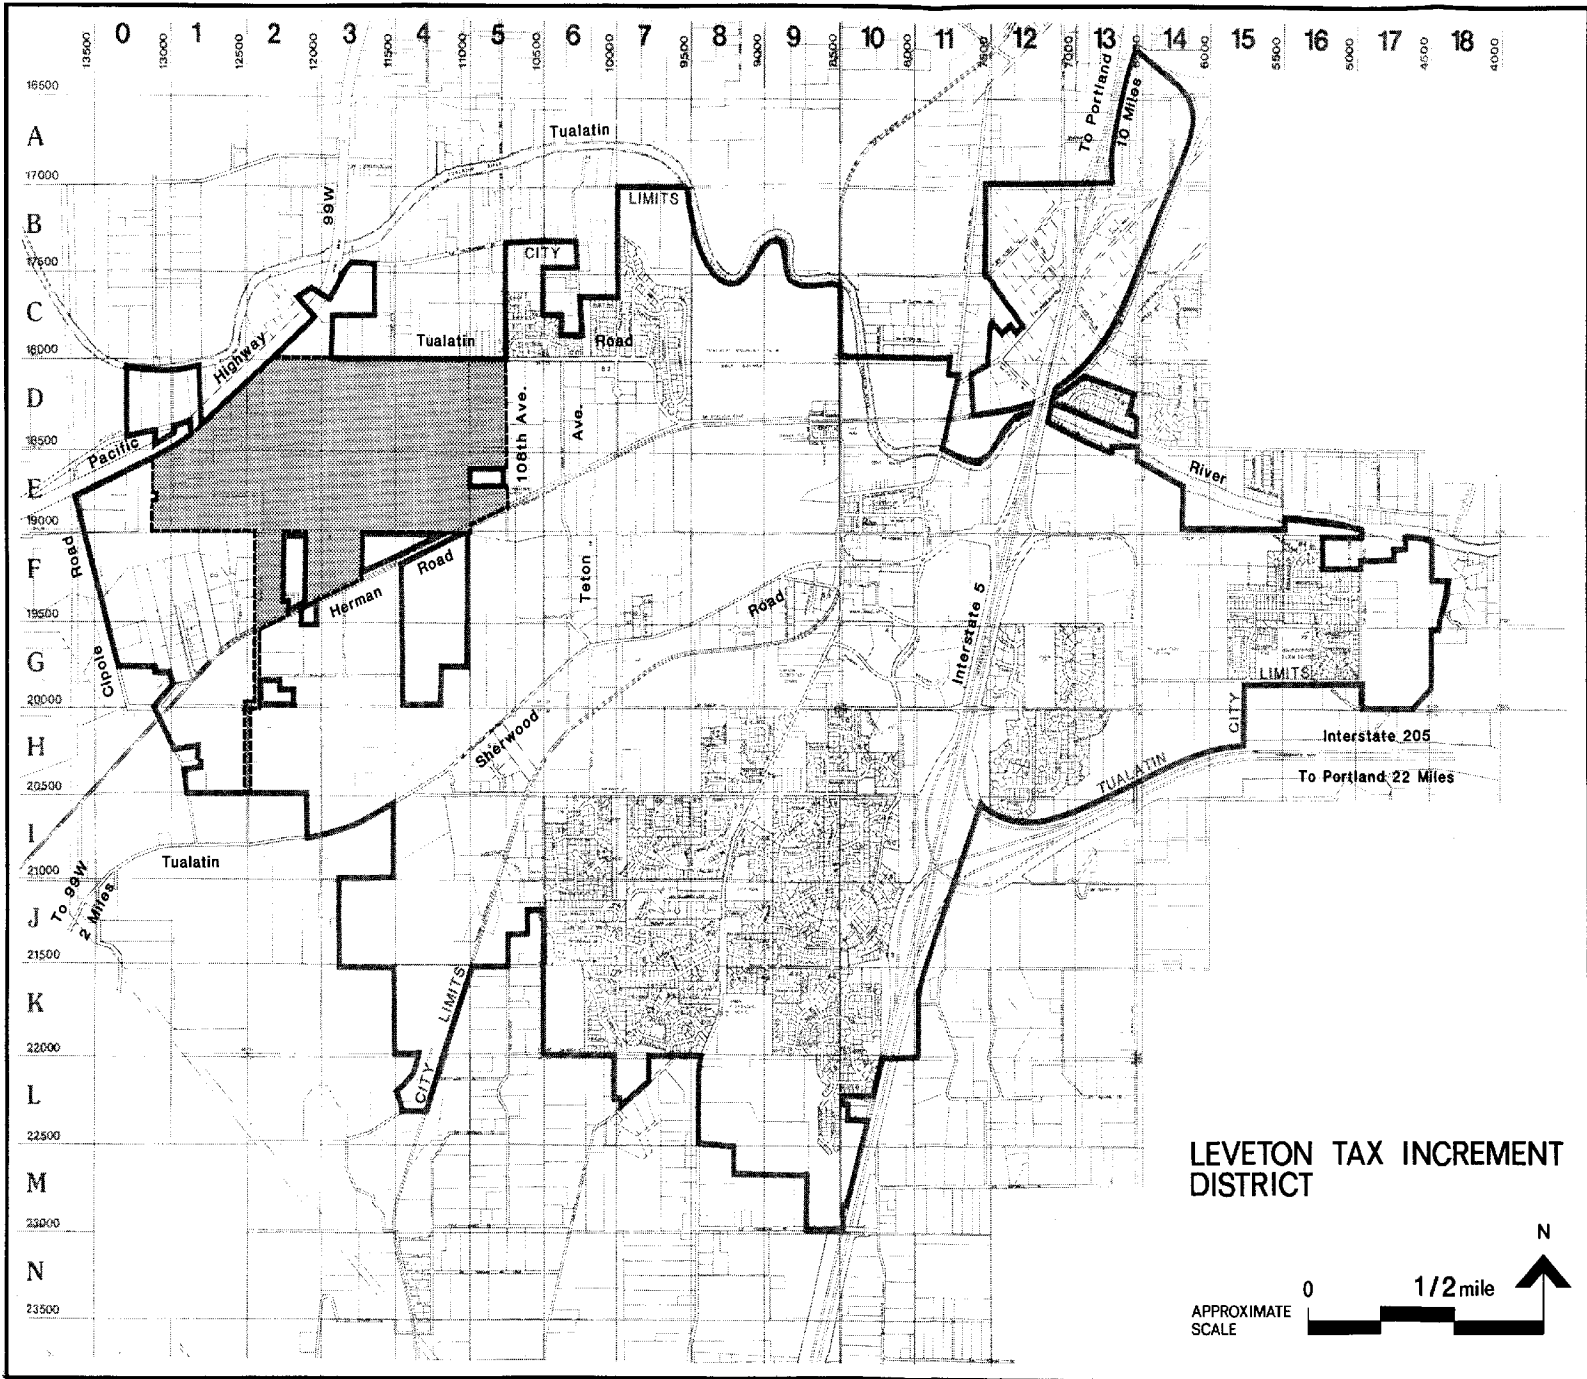 0 1 2 3 4 5 6 7 8 9 10 11 12 13 14 15 16 17 18
13500 13000 12500 12000 11500 11000 10500 10000 9500 9000 8500 8000 7500 7000 6500 6000 5500 5000 4500 4000
16500
A
17000
B
17500
C
18000
D
18500
E
19000
F
19500
G
20000
H
20500
I
21000
J
21500
K
22000
L
22500
M
23000
N
23500
To Portland
10 Miles
Tualatin
99W
LIMITS
CITY
Highway
Tualatin
Road
Pacific
108th Ave.
Ave.
River
Road
Road
Herman
Teton
Road
Interstate 5
Cipole
LIMITS
CITY
Sherwood
Interstate 205
TUALATIN
To Portland 22 Miles
Tualatin
To 99W
2 Miles
LIMITS
CITY
LEVETON TAX INCREMENT
DISTRICT
N
0 1/2 mile
APPROXIMATE
SCALE